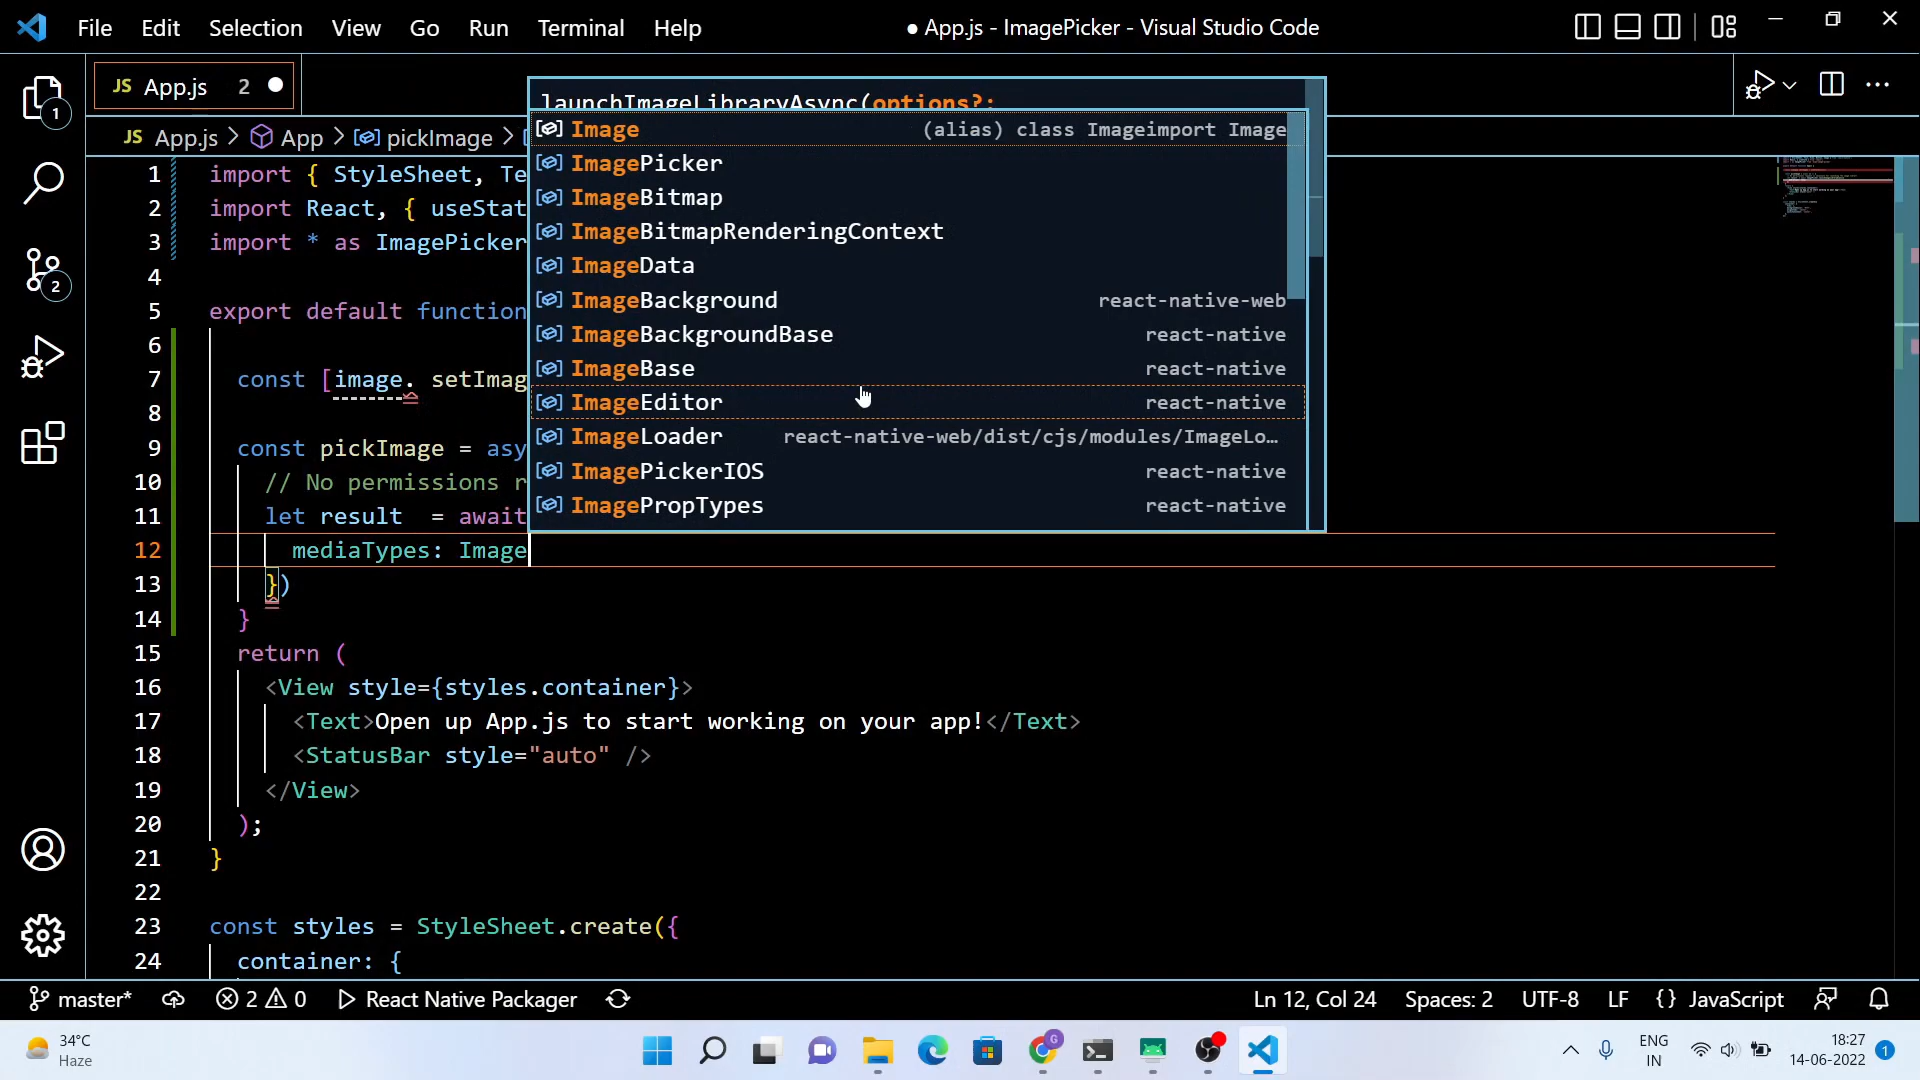 File Edit Selection View Go Run Terminal Help
● App.js - ImagePicker - Visual Studio Code
JS App.js 2
JS App.js > App > pickImage >
launchImageLibraryAsync(options?:
Image (alias) class Imageimport Image
ImagePicker
ImageBitmap
ImageBitmapRenderingContext
ImageData
ImageBackground react-native-web
ImageBackgroundBase react-native
ImageBase react-native
ImageEditor react-native
ImageLoader react-native-web/dist/cjs/modules/ImageLo…
ImagePickerIOS react-native
ImagePropTypes react-native
1 import { StyleSheet, Te
2 import React, { useStat
3 import * as ImagePicker
4
5 export default function
6
7 const [image. setImag
8
9 const pickImage = asy
10 // No permissions r
11 let result = await
12 mediaTypes: Image
13 })
14 }
15 return (
16 <View style={styles.container}>
17 <Text>Open up App.js to start working on your app!</Text>
18 <StatusBar style="auto" />
19 </View>
20 );
21 }
22
23 const styles = StyleSheet.create({
24 container: {
1
2
master* 2 0 React Native Packager
Ln 12, Col 24 Spaces: 2 UTF-8 LF {} JavaScript
34°C
Haze
G
ENG
IN
18:27
14-06-2022
1